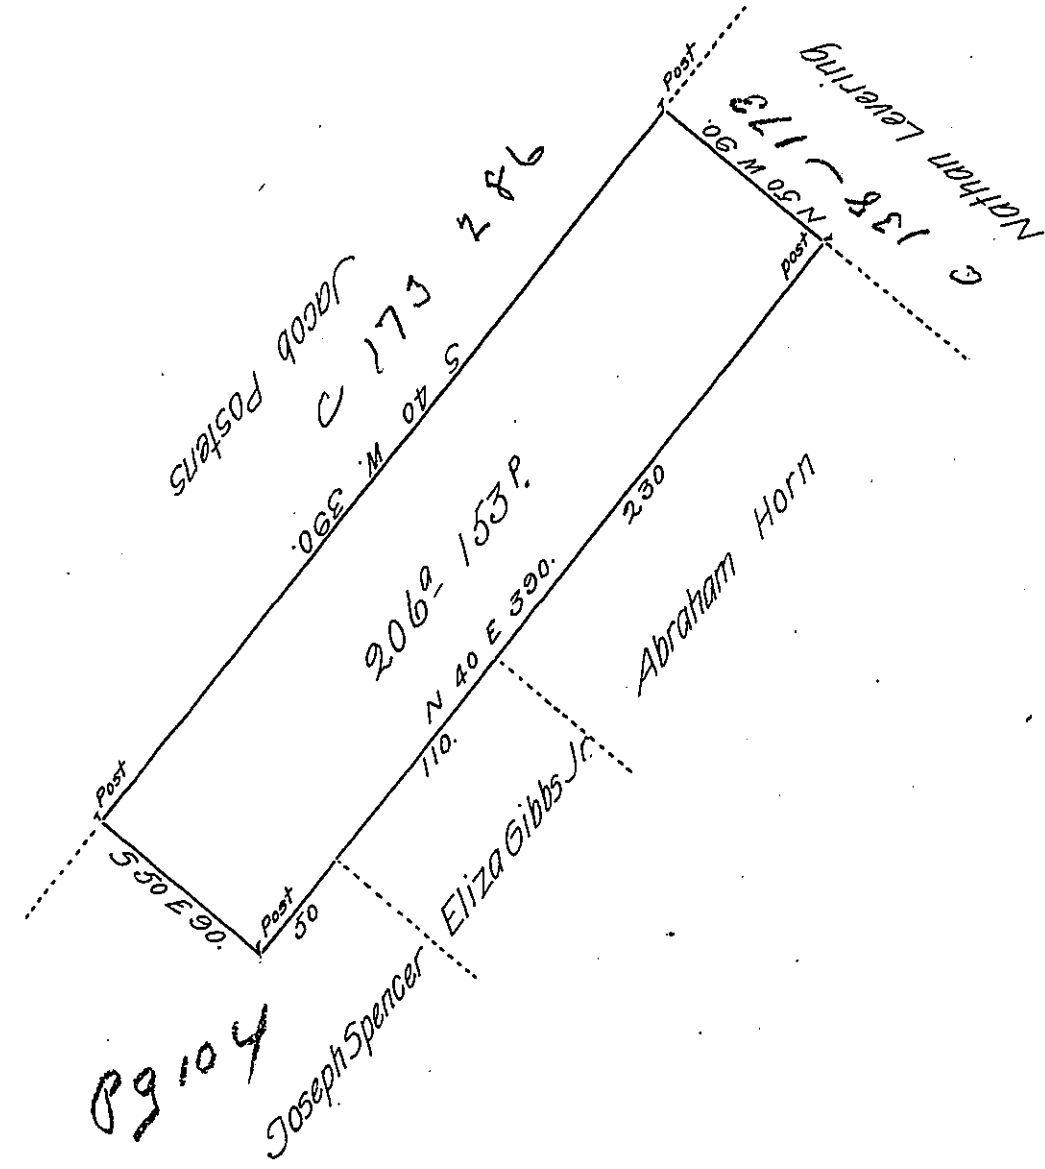 Post
Nathan Levering
C 138 - 173
N 50 W 90.
post
Jacob Postens
C 173 286
S 40 W. 390.
206a 153 P.
230
N 40 E 390.
Abraham Horn
110.
Eliza Gibbs Jr.
Post
S 50 E 90.
Post
50
Joseph Spencer
Pg 104